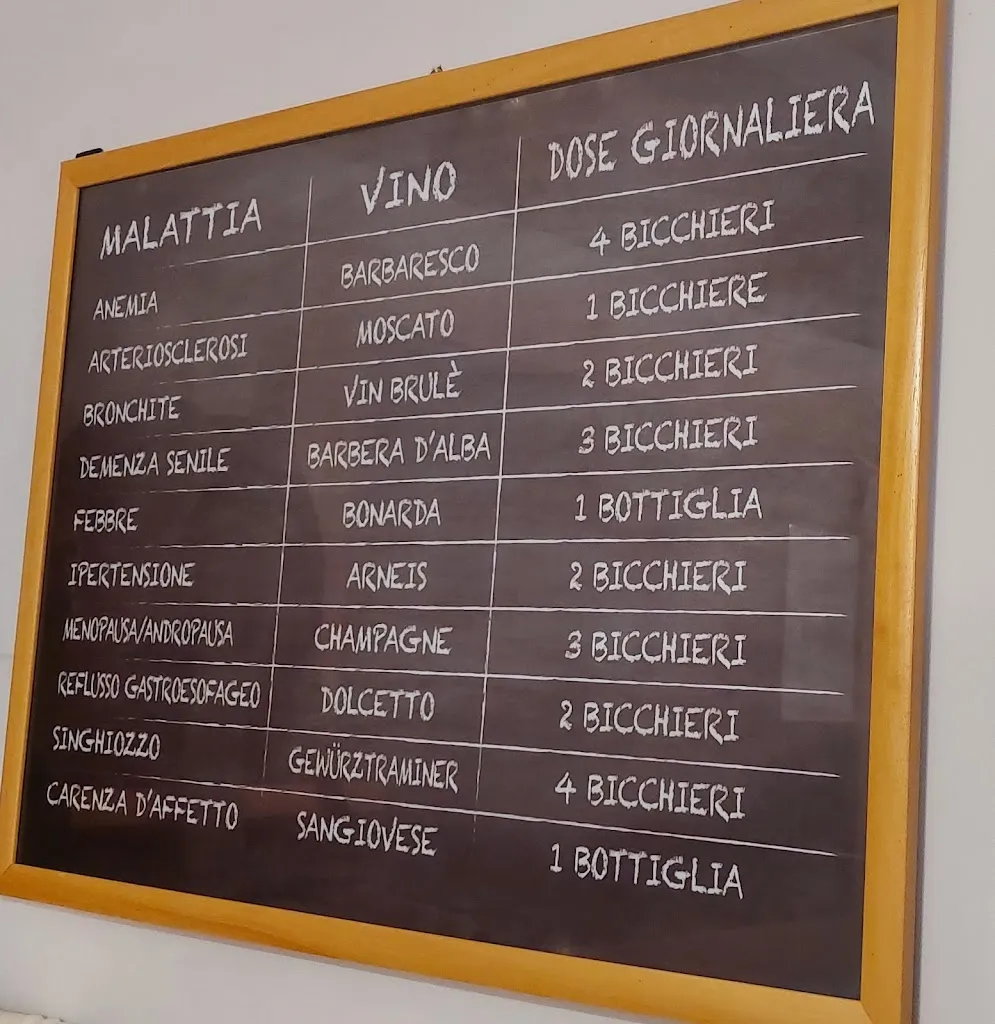 MALATTIA VINO DOSE GIORNALIERA
ANEMIA BARBARESCO 4 BICCHIERI
ARTERIOSCLEROSI MOSCATO 1 BICCHIERE
BRONCHITE VIN BRULÈ 2 BICCHIERI
DEMENZA SENILE BARBERA D'ALBA 3 BICCHIERI
FEBBRE BONARDA 1 BOTTIGLIA
IPERTENSIONE ARNEIS 2 BICCHIERI
MENOPAUSA/ANDROPAUSA CHAMPAGNE 3 BICCHIERI
REFLUSSO GASTROESOFAGEO DOLCETTO 2 BICCHIERI
SINGHIOZZO GEWÜRZTRAMINER 4 BICCHIERI
CARENZA D'AFFETTO SANGIOVESE 1 BOTTIGLIA